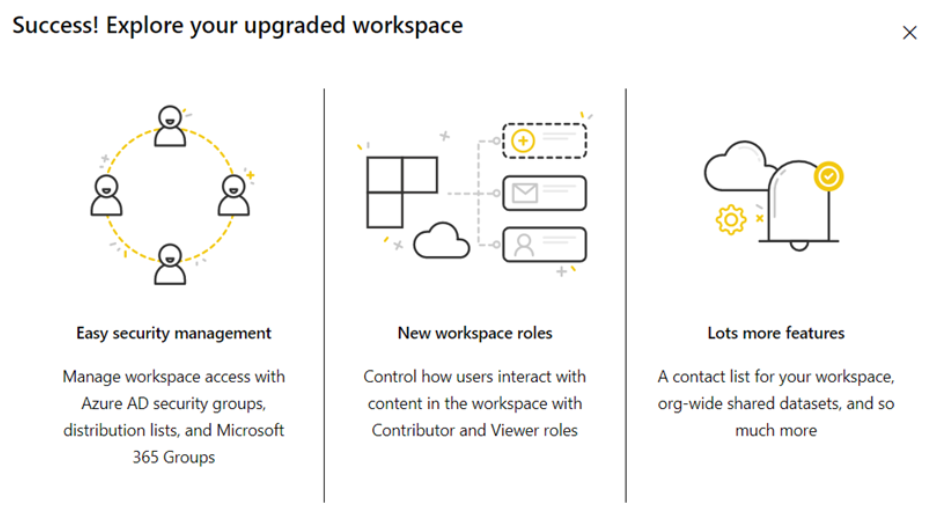 Success! Explore your upgraded workspace
Easy security management
Manage workspace access with
Azure AD security groups,
distribution lists, and Microsoft
365 Groups
New workspace roles
Control how users interact with
content in the workspace with
Contributor and Viewer roles
Lots more features
A contact list for your workspace,
org-wide shared datasets, and so
much more